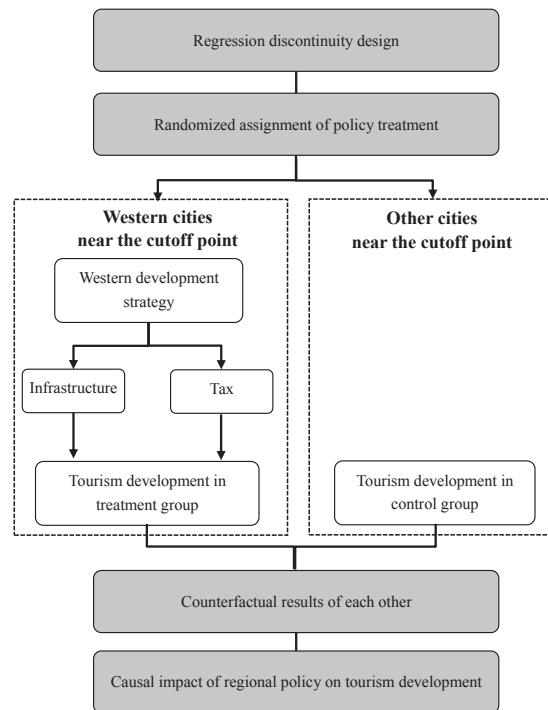 Regression discontinuity design
Randomized assignment of policy treatment
Western cities
near the cutoff point
Other cities
near the cutoff point
Western development
strategy
Infrastructure
Tax
Tourism development in
treatment group
Tourism development in
control group
Counterfactual results of each other
Causal impact of regional policy on tourism development